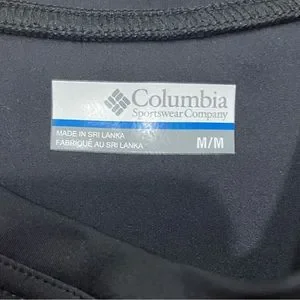 Columbia
Sportswear Company
MADE IN SRI LANKA
FABRIQUÉ AU SRI LANKA
M/M